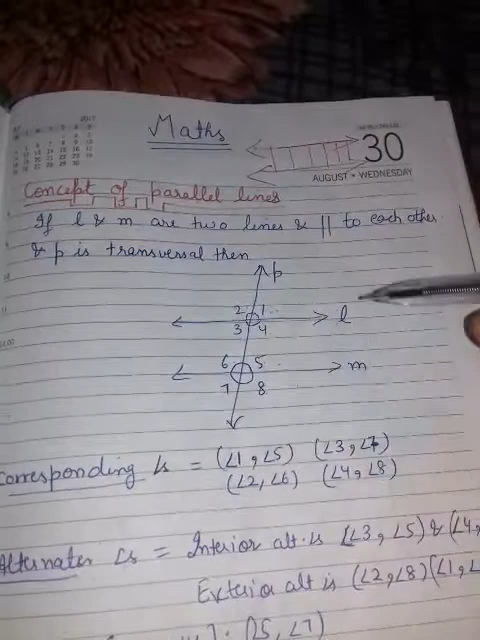 2017
Maths
30
AUGUST • WEDNESDAY
Concept of parallel lines
If l & m are two lines & || to each other
& p is transversal then
p
2 1
3 4
l
6 5
7 8
m
Corresponding ∠s = (∠1, ∠5) (∠3, ∠7)
(∠2, ∠6) (∠4, ∠8)
Alternates ∠s = Interior alt. ∠s (∠3, ∠5) & (∠4,
Exterior alt ∠s (∠2, ∠8) (∠1, ∠
(∠5, ∠7)